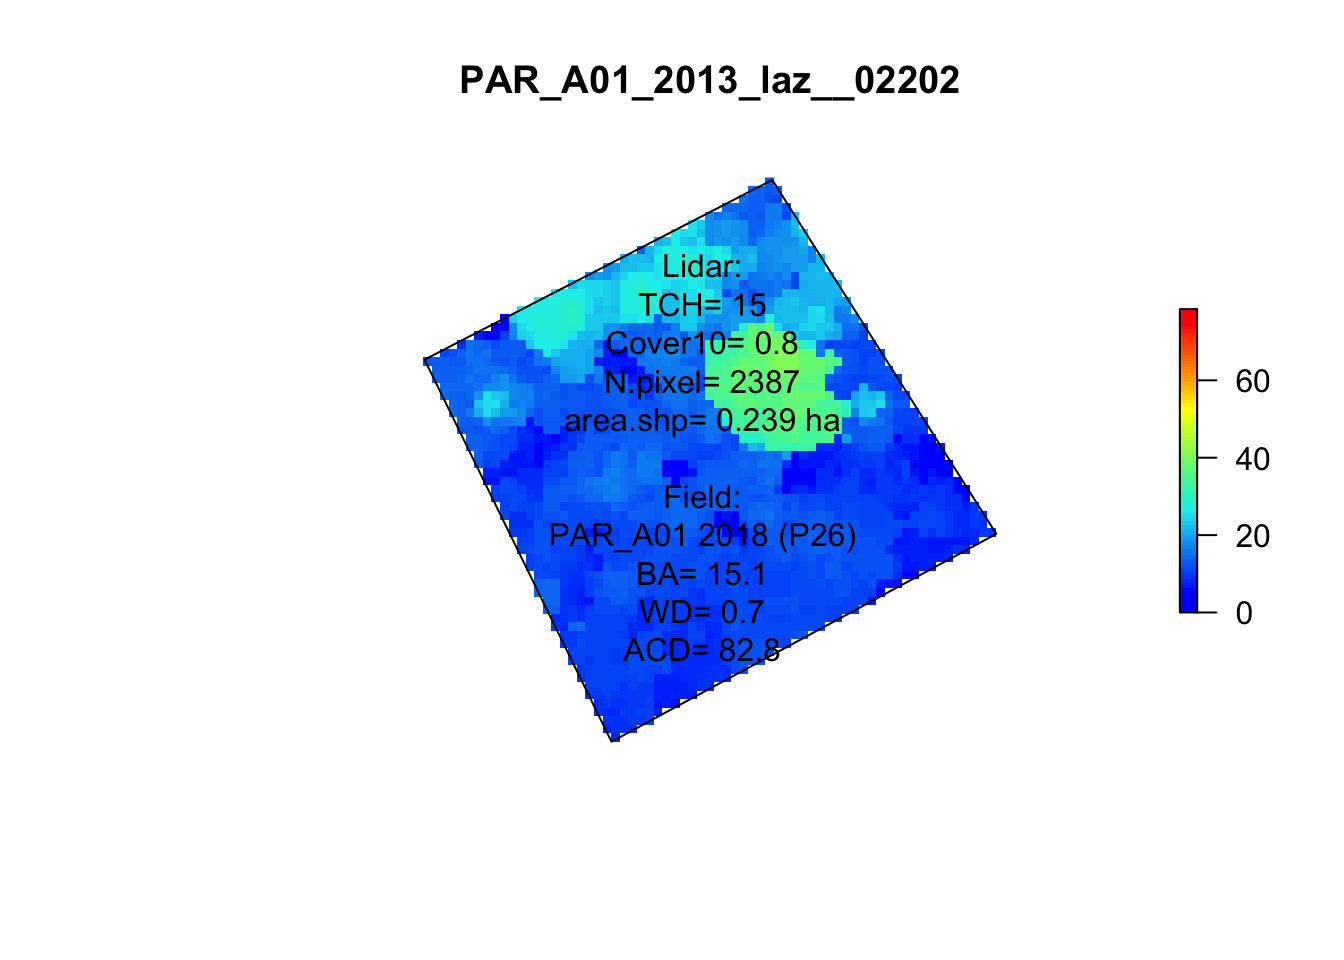 PAR_A01_2013_laz__02202
Lidar:
TCH= 15
Cover10= 0.8
N.pixel= 2387
area.shp= 0.239 ha
Field:
PAR_A01 2018 (P26)
BA= 15.1
WD= 0.7
ACD= 82.8
60
40
20
0